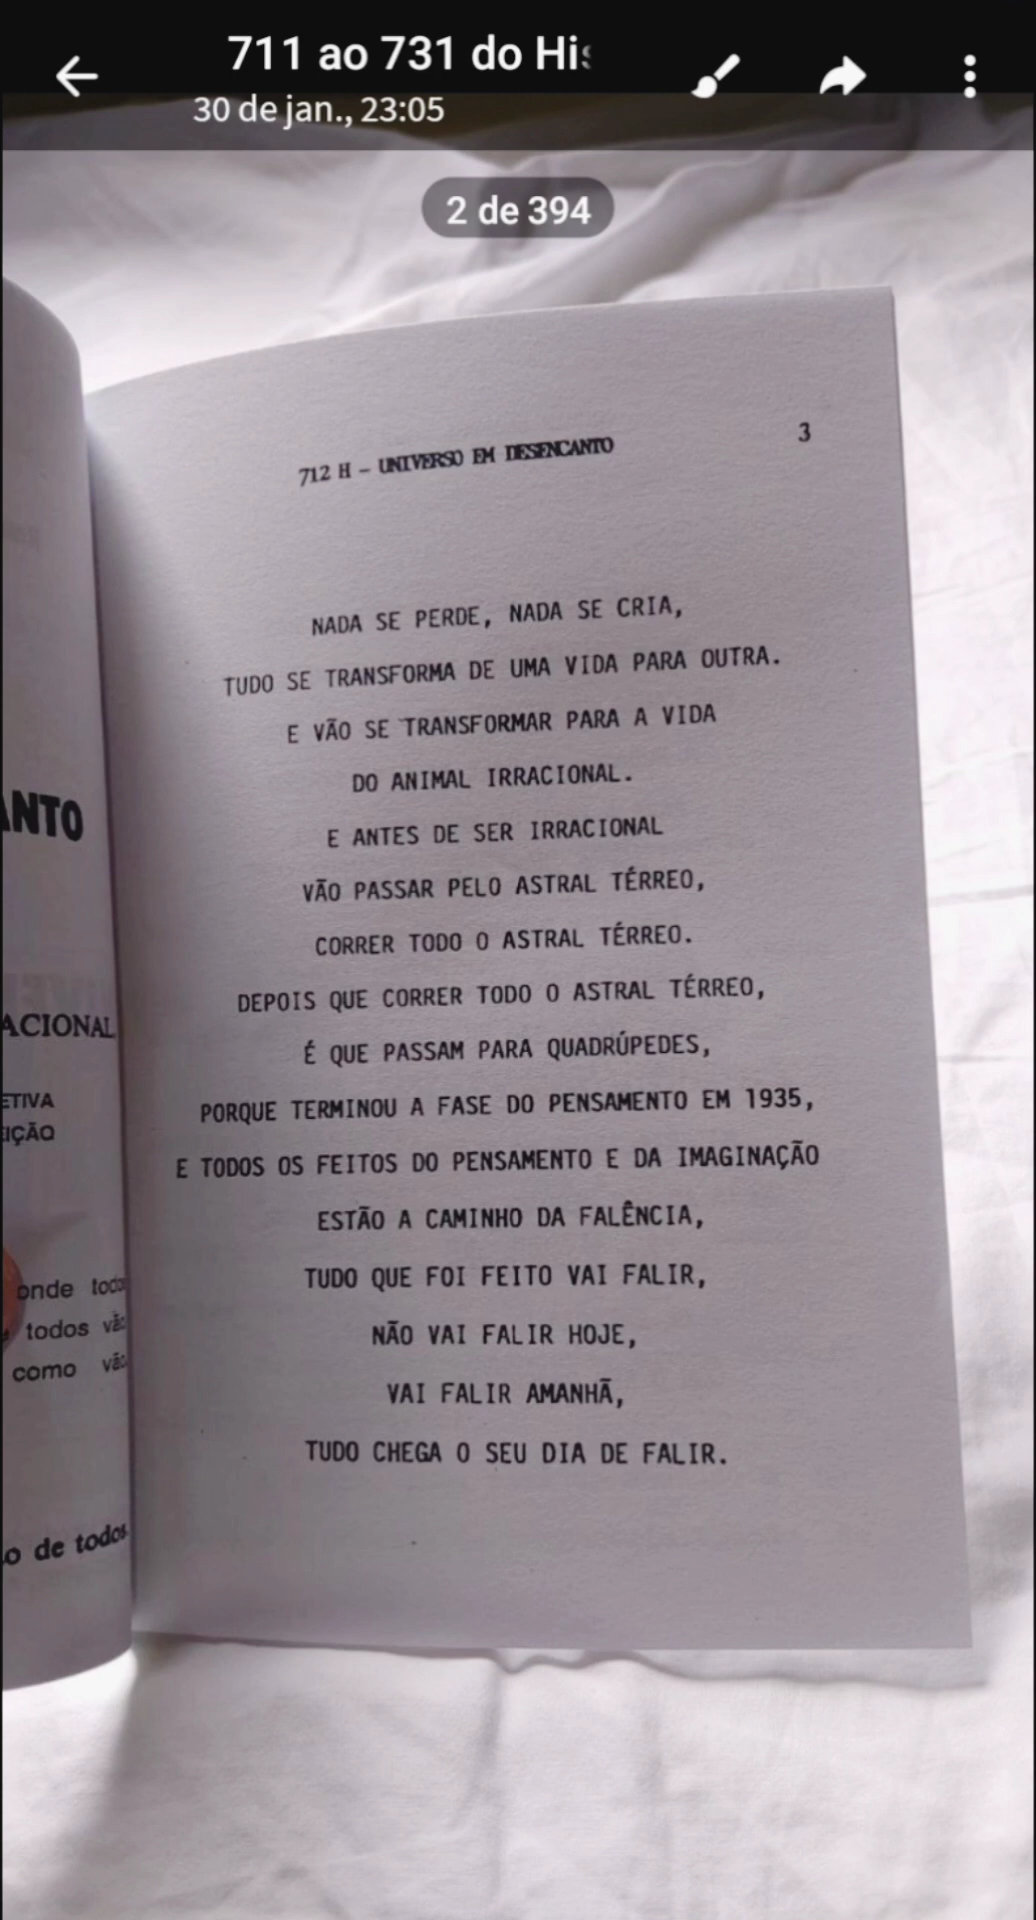 711 ao 731 do His
30 de jan., 23:05
2 de 394
712 H - UNIVERSO EM DESENCANTO
3
NADA SE PERDE, NADA SE CRIA,
TUDO SE TRANSFORMA DE UMA VIDA PARA OUTRA.
E VÃO SE TRANSFORMAR PARA A VIDA
DO ANIMAL IRRACIONAL.
E ANTES DE SER IRRACIONAL
VÃO PASSAR PELO ASTRAL TÉRREO,
CORRER TODO O ASTRAL TÉRREO.
DEPOIS QUE CORRER TODO O ASTRAL TÉRREO,
É QUE PASSAM PARA QUADRÚPEDES,
PORQUE TERMINOU A FASE DO PENSAMENTO EM 1935,
E TODOS OS FEITOS DO PENSAMENTO E DA IMAGINAÇÃO
ESTÃO A CAMINHO DA FALÊNCIA,
TUDO QUE FOI FEITO VAI FALIR,
NÃO VAI FALIR HOJE,
VAI FALIR AMANHÃ,
TUDO CHEGA O SEU DIA DE FALIR.
ANTO
ACIONAL
ETIVA
IÇÃO
onde todos
todos vão
como vão
o de todos